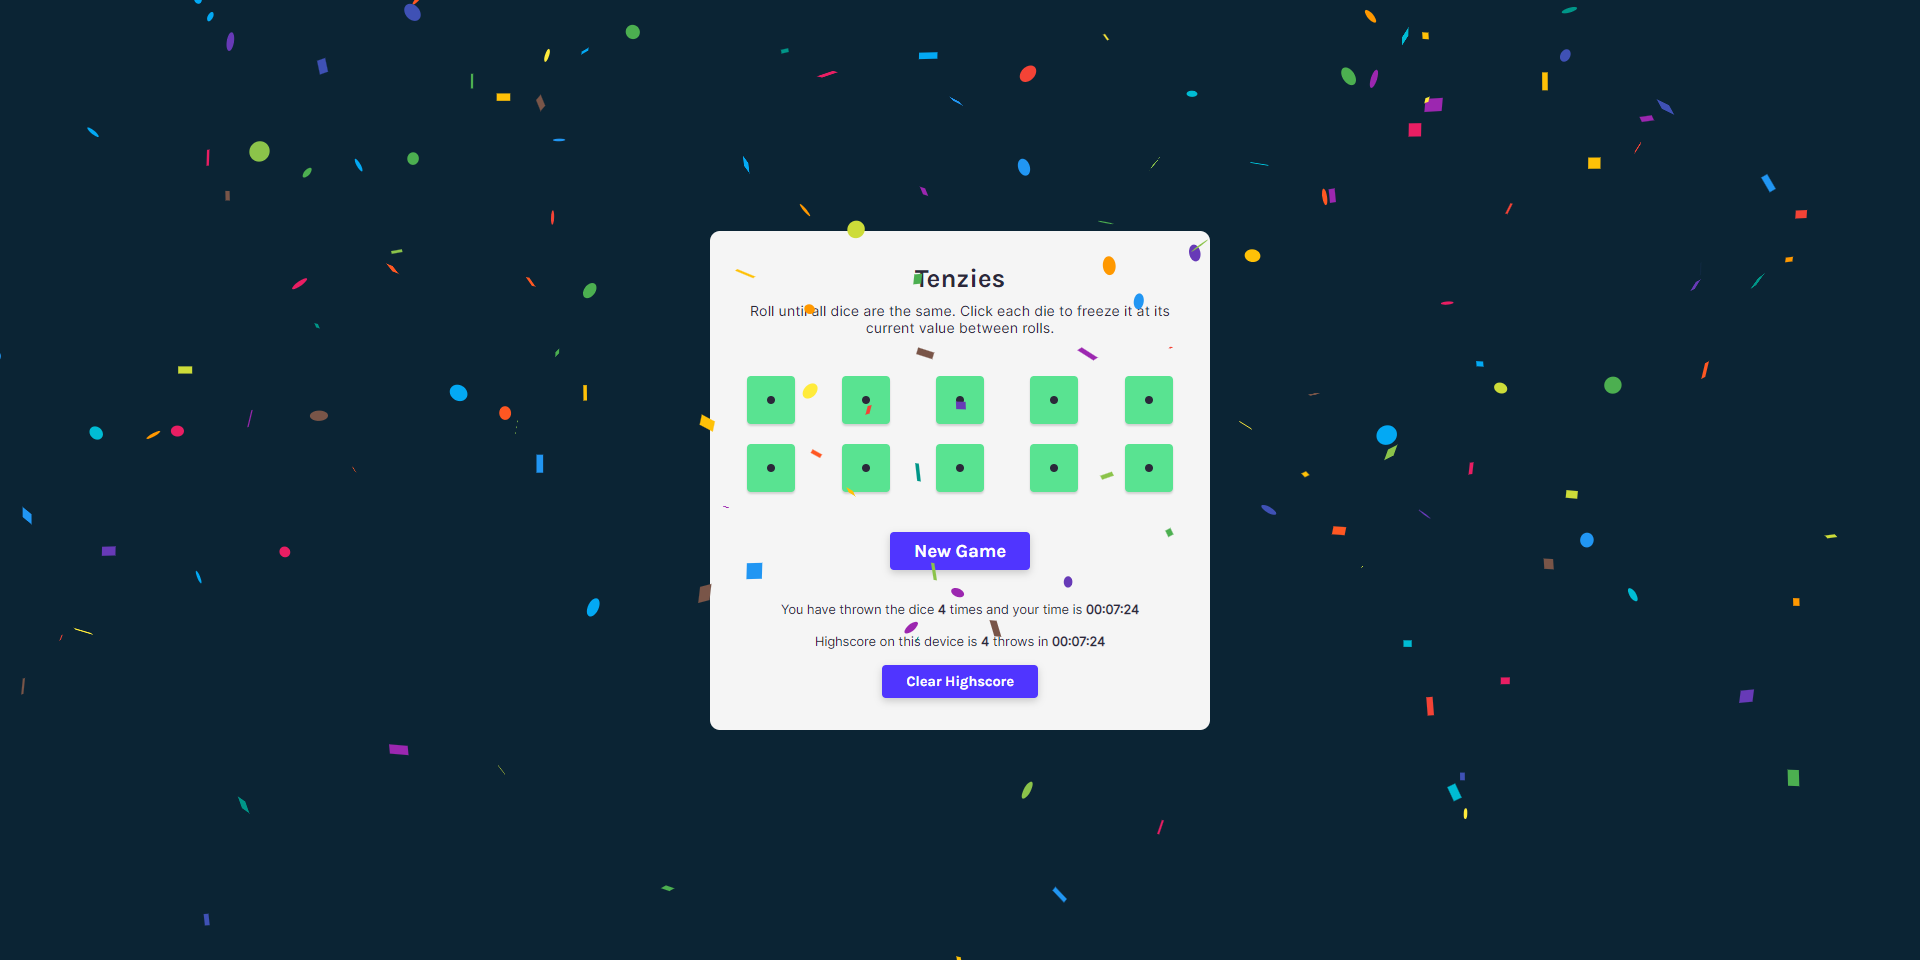 Tenzies
Roll until all dice are the same. Click each die to freeze it at its
current value between rolls.
New Game
You have thrown the dice 4 times and your time is 00:07:24
Highscore on this device is 4 throws in 00:07:24
Clear Highscore